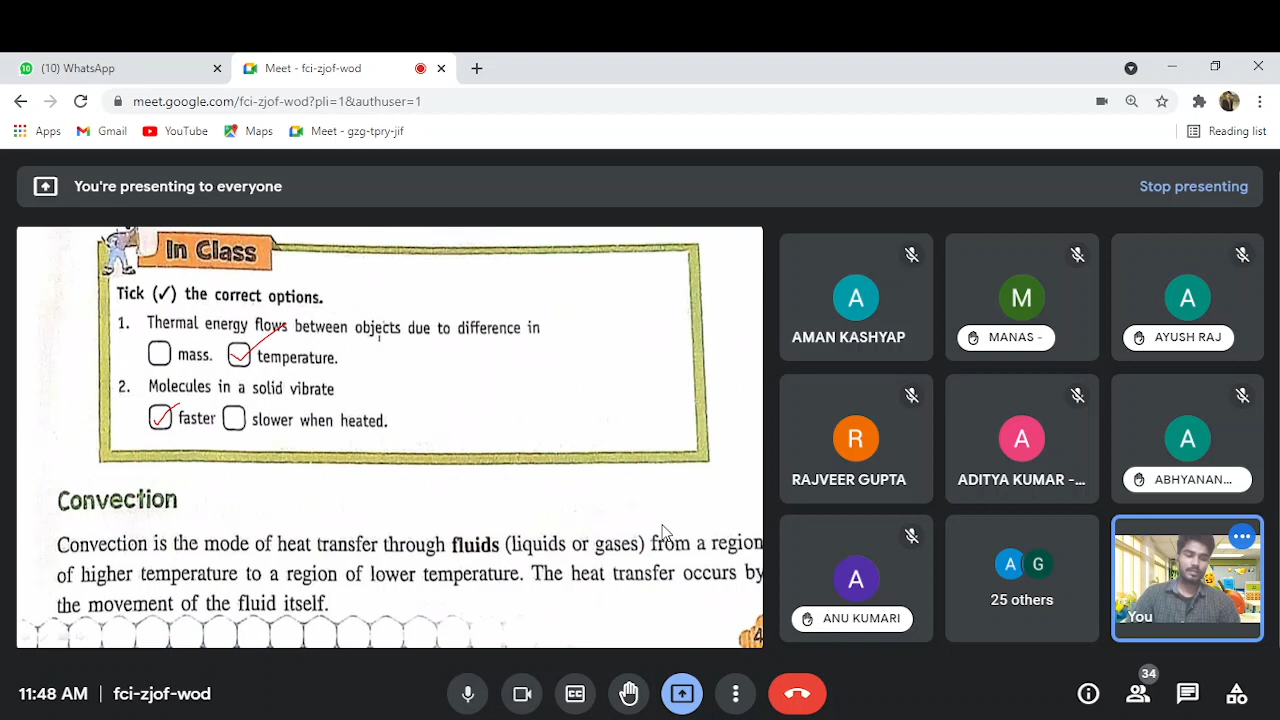 (10) WhatsApp
Meet - fci-zjof-wod
meet.google.com/fci-zjof-wod?pli=1&authuser=1
Apps Gmail YouTube Maps Meet - gzg-tpry-jif Reading list
You're presenting to everyone Stop presenting
In Class
Tick (✓) the correct options.
1. Thermal energy flows between objects due to difference in
mass. temperature.
2. Molecules in a solid vibrate
faster slower when heated.
Convection
Convection is the mode of heat transfer through fluids (liquids or gases) from a region
of higher temperature to a region of lower temperature. The heat transfer occurs by
the movement of the fluid itself.
4
A
AMAN KASHYAP
M
MANAS -
A
AYUSH RAJ
R
RAJVEER GUPTA
A
ADITYA KUMAR -...
A
ABHYANAN...
A
ANU KUMARI
A G
25 others
You
11:48 AM | fci-zjof-wod
34